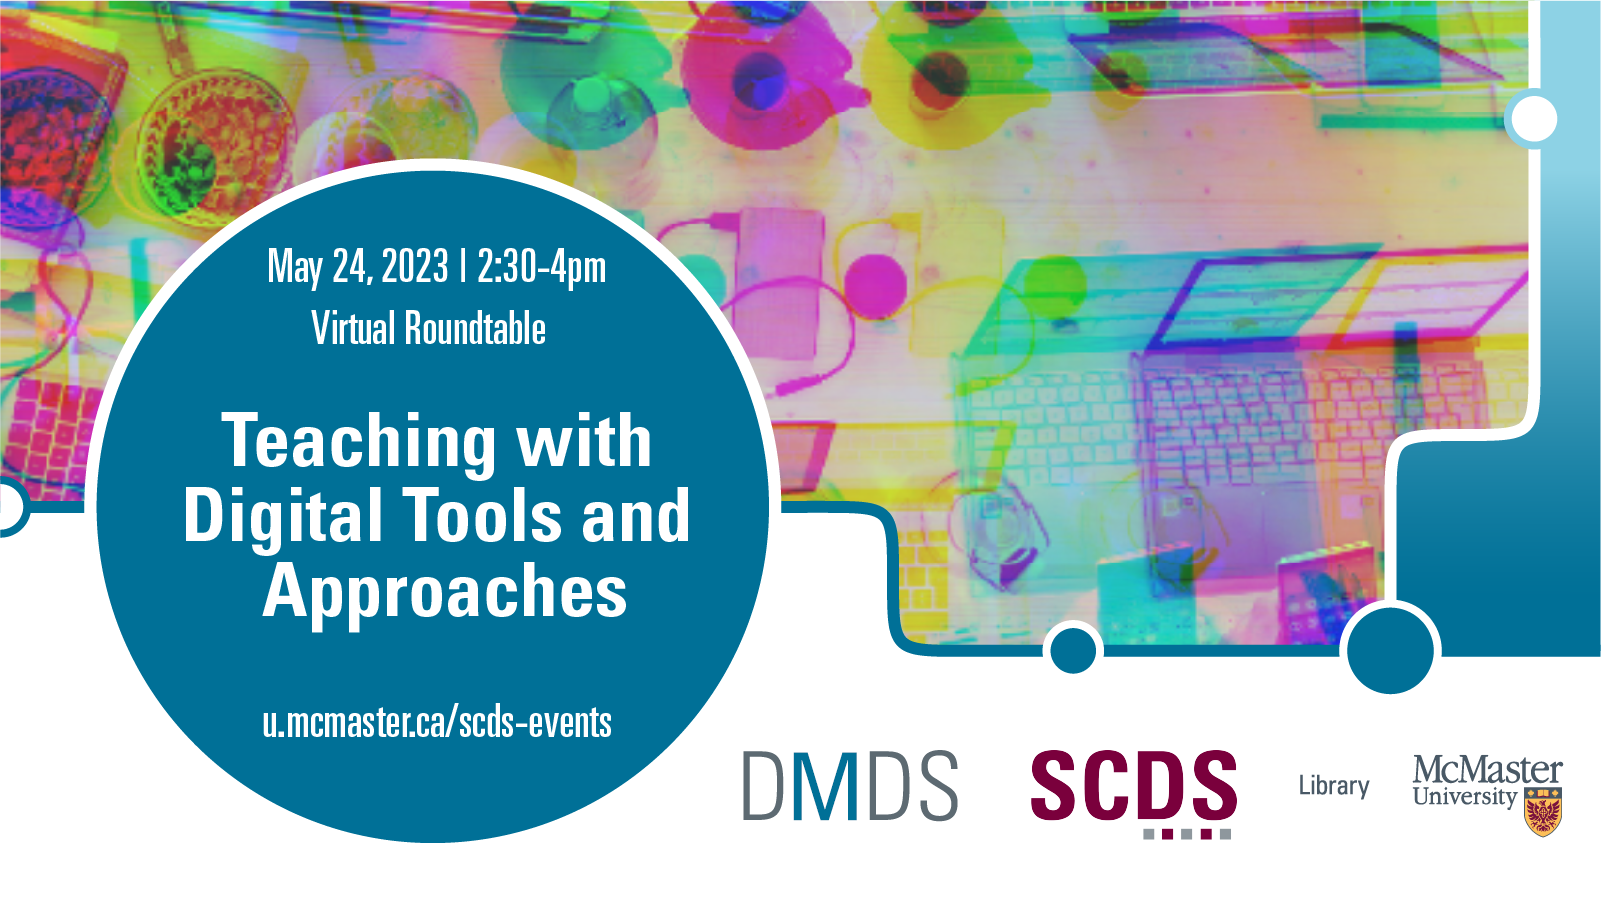 May 24, 2023 | 2:30-4pm
Virtual Roundtable
Teaching with
Digital Tools and
Approaches
u.mcmaster.ca/scds-events
DMDS
SCDS
Library
McMaster
University